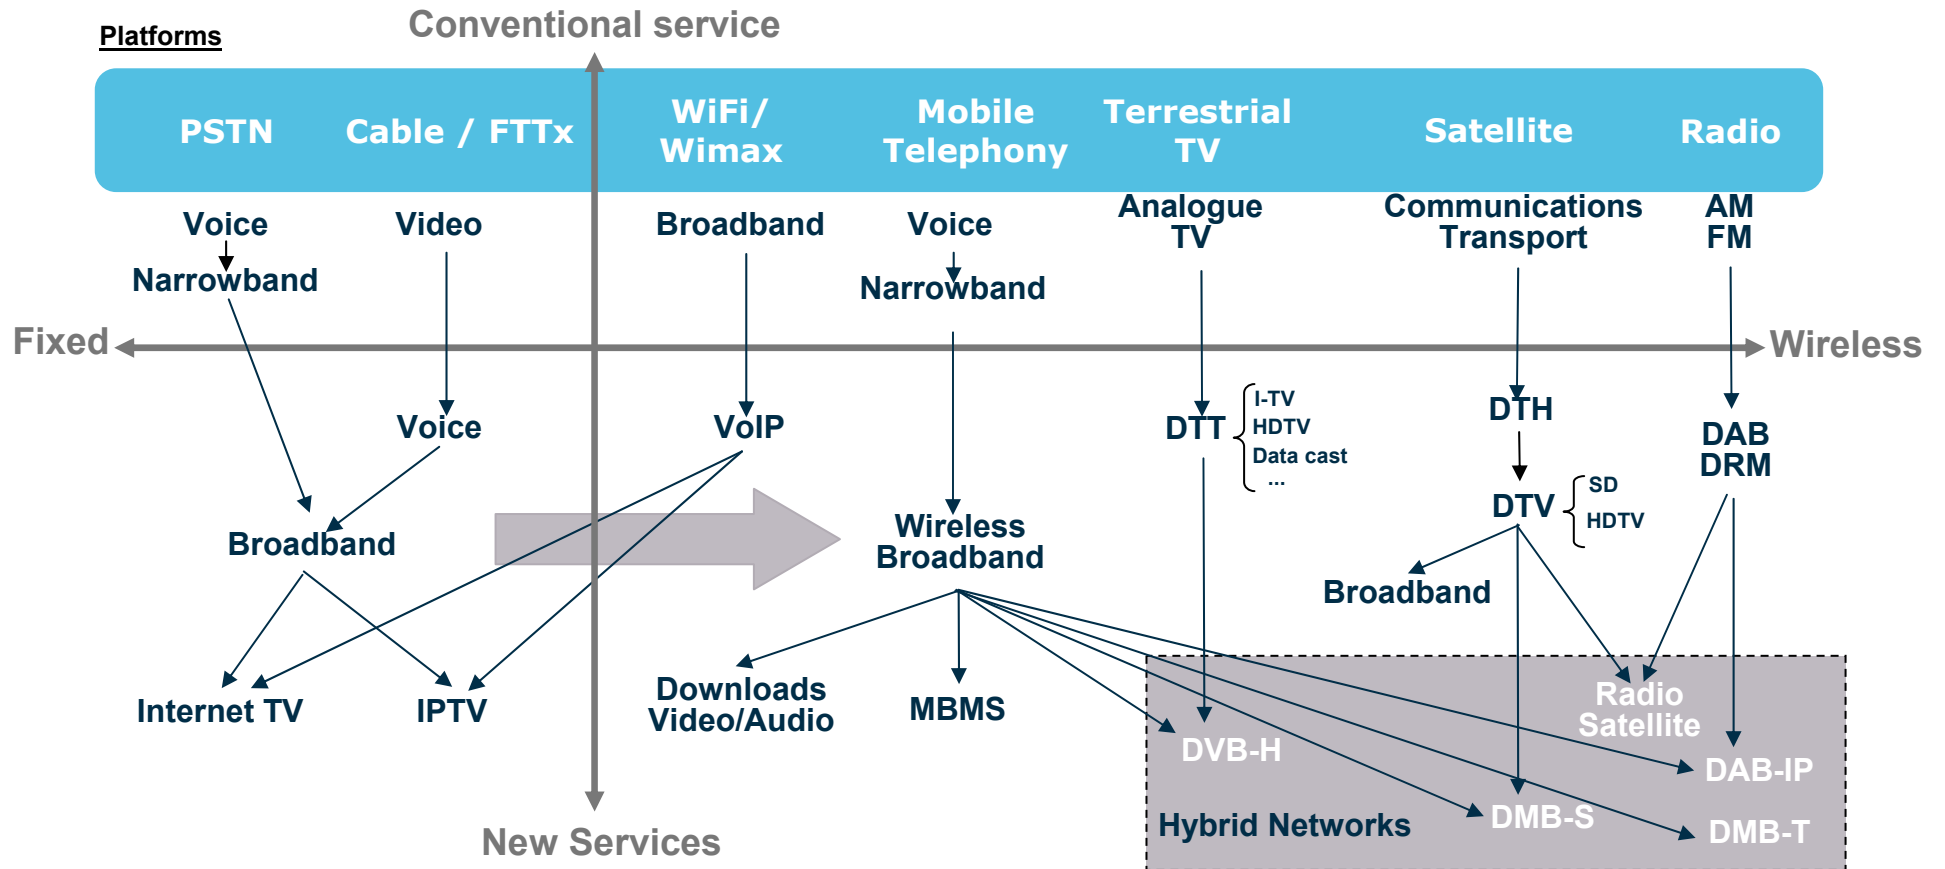 Conventional service
Platforms
PSTN
Cable / FTTx
WiFi/
Wimax
Mobile
Telephony
Terrestrial
TV
Satellite
Radio
Voice
Narrowband
Video
Broadband
Voice
Narrowband
Analogue
TV
Communications
Transport
AM
FM
Fixed
Wireless
Voice
VoIP
DTT
I-TV
HDTV
Data cast
...
DTH
DTV
SD
HDTV
DAB
DRM
Broadband
Wireless
Broadband
Broadband
Internet TV
IPTV
Downloads
Video/Audio
MBMS
Radio
Satellite
DVB-H
DAB-IP
Hybrid Networks
DMB-S
DMB-T
New Services